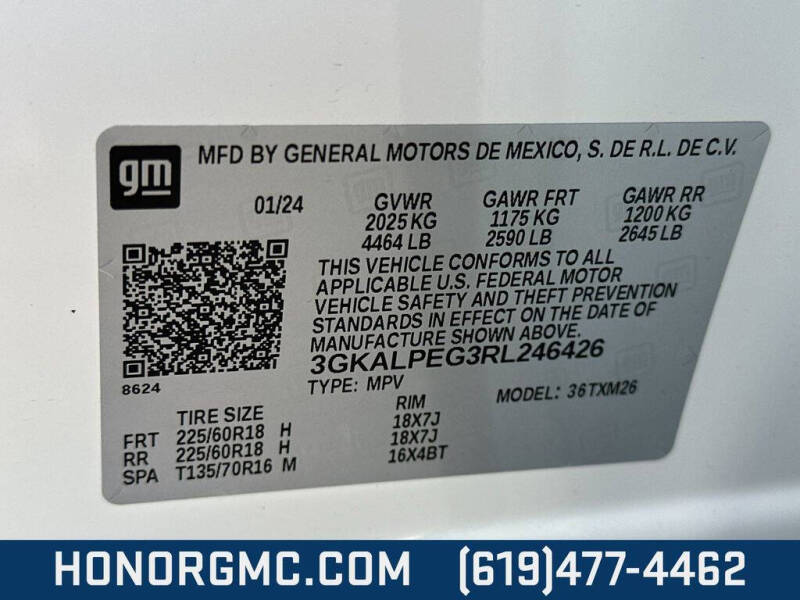 gm
MFD BY GENERAL MOTORS DE MEXICO, S. DE R.L. DE C.V.
01/24 GVWR GAWR FRT GAWR RR
2025 KG 1175 KG 1200 KG
4464 LB 2590 LB 2645 LB
THIS VEHICLE CONFORMS TO ALL
APPLICABLE U.S. FEDERAL MOTOR
VEHICLE SAFETY AND THEFT PREVENTION
STANDARDS IN EFFECT ON THE DATE OF
MANUFACTURE SHOWN ABOVE.
3GKALPEG3RL246426
8624
TYPE: MPV MODEL: 36TXM26
TIRE SIZE RIM
FRT 225/60R18 H 18X7J
RR 225/60R18 H 18X7J
SPA T135/70R16 M 16X4BT
HONORGMC.COM (619)477-4462